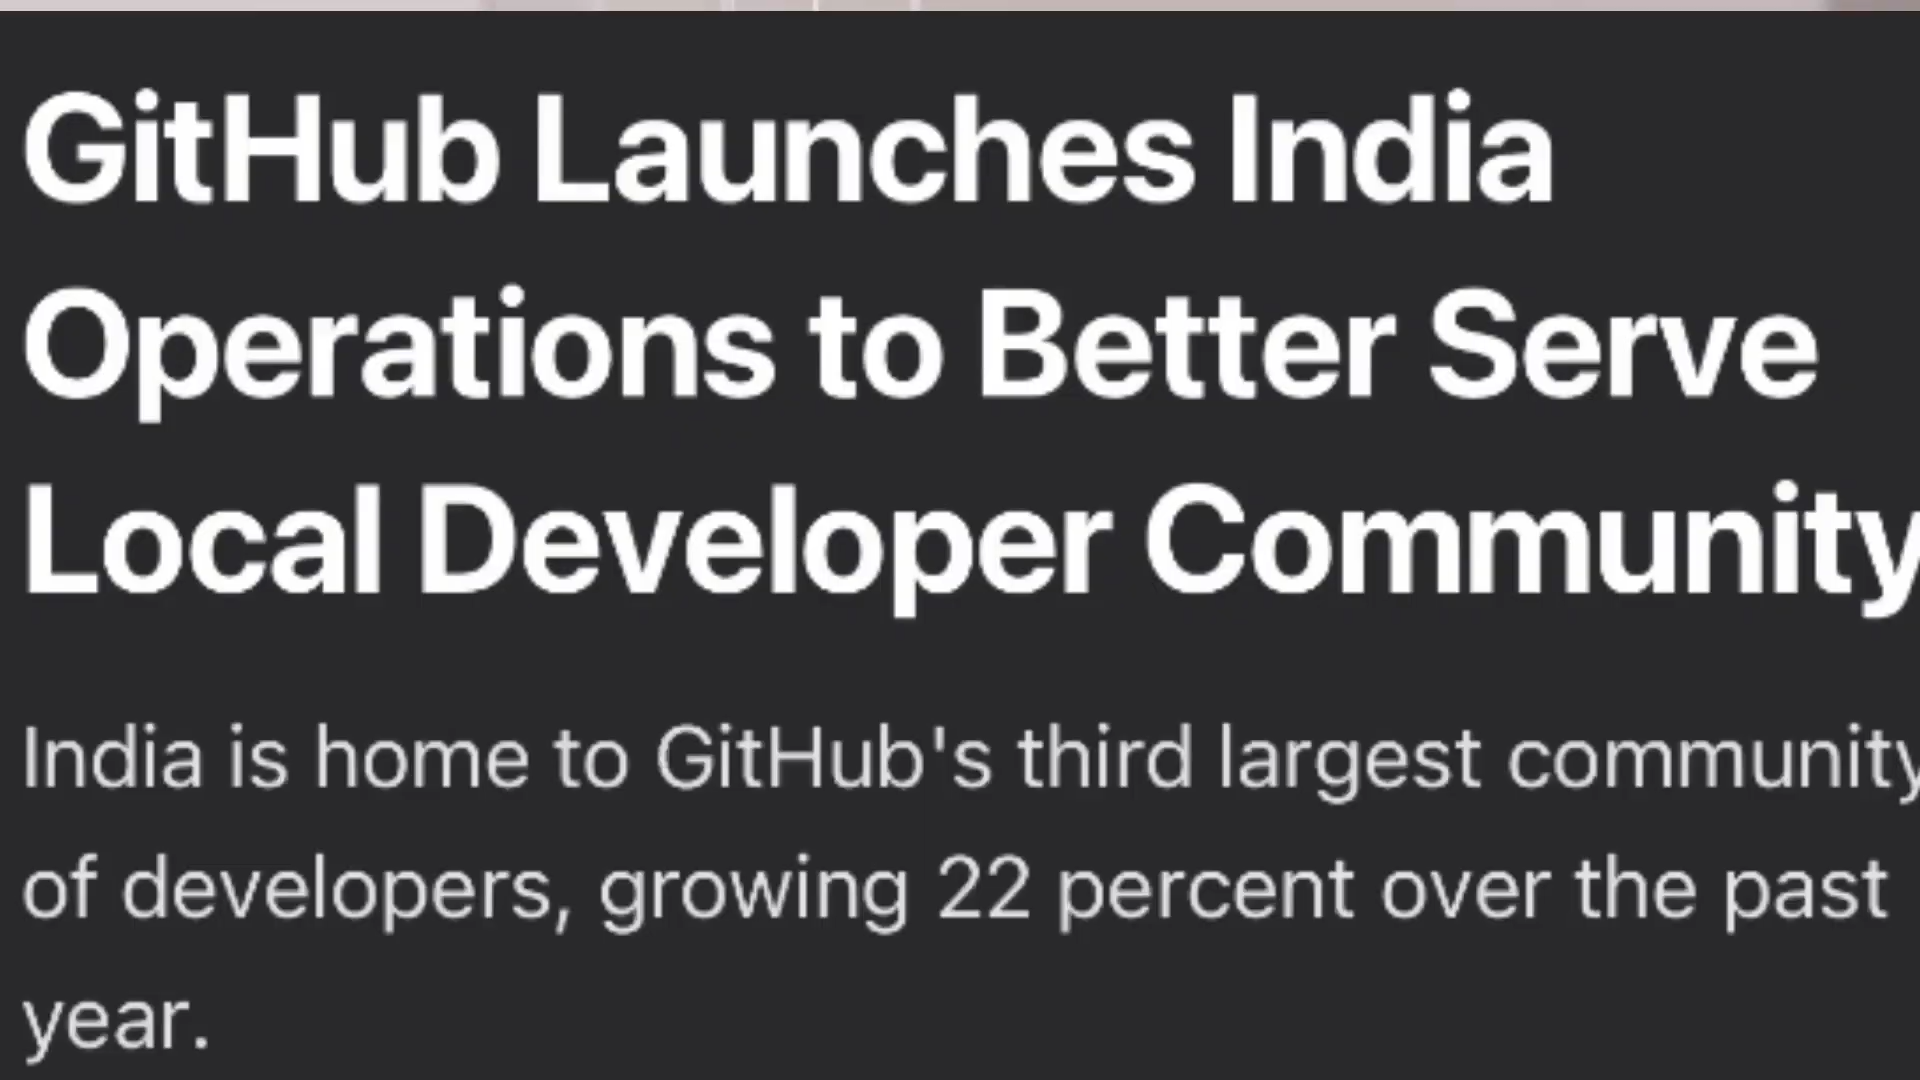 GitHub Launches India
Operations to Better Serve
Local Developer Community
India is home to GitHub's third largest community
of developers, growing 22 percent over the past
year.